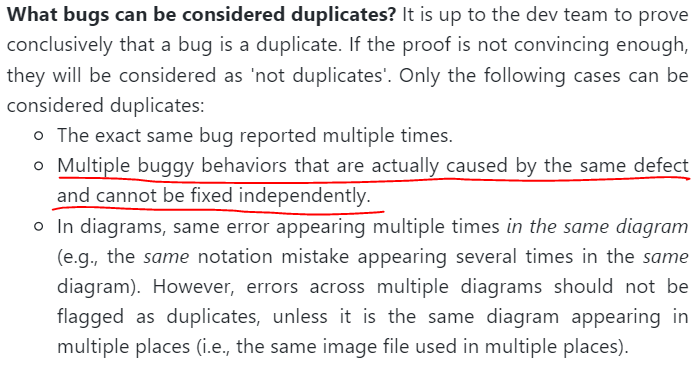 What bugs can be considered duplicates? It is up to the dev team to prove
conclusively that a bug is a duplicate. If the proof is not convincing enough,
they will be considered as 'not duplicates'. Only the following cases can be
considered duplicates:
○ The exact same bug reported multiple times.
○ Multiple buggy behaviors that are actually caused by the same defect
and cannot be fixed independently.
○ In diagrams, same error appearing multiple times in the same diagram
(e.g., the same notation mistake appearing several times in the same
diagram). However, errors across multiple diagrams should not be
flagged as duplicates, unless it is the same diagram appearing in
multiple places (i.e., the same image file used in multiple places).